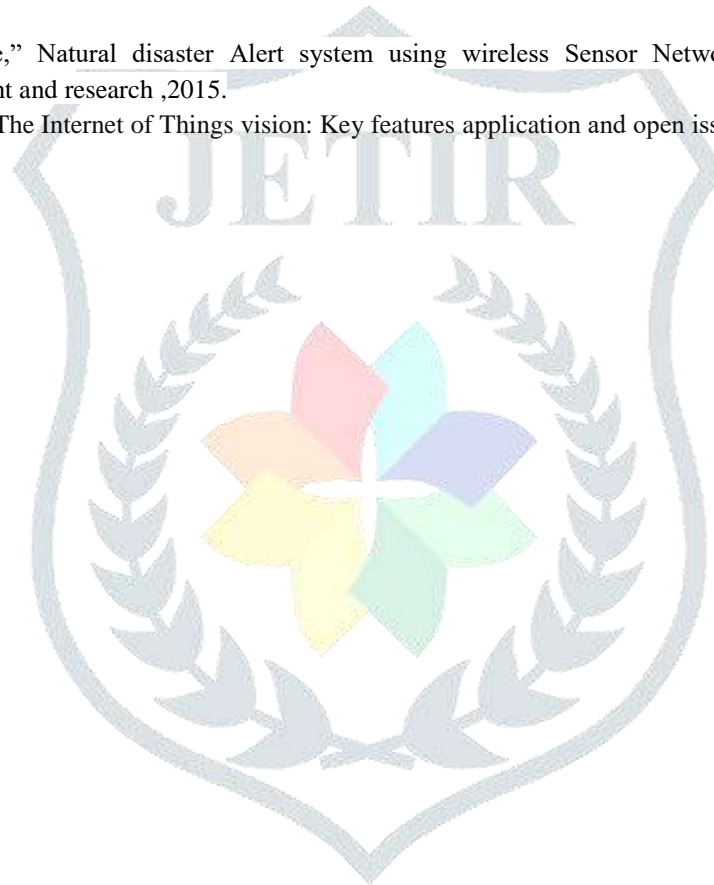 e,” Natural disaster Alert system using wireless Sensor Netwo
nt and research ,2015.
The Internet of Things vision: Key features application and open iss
JETIR